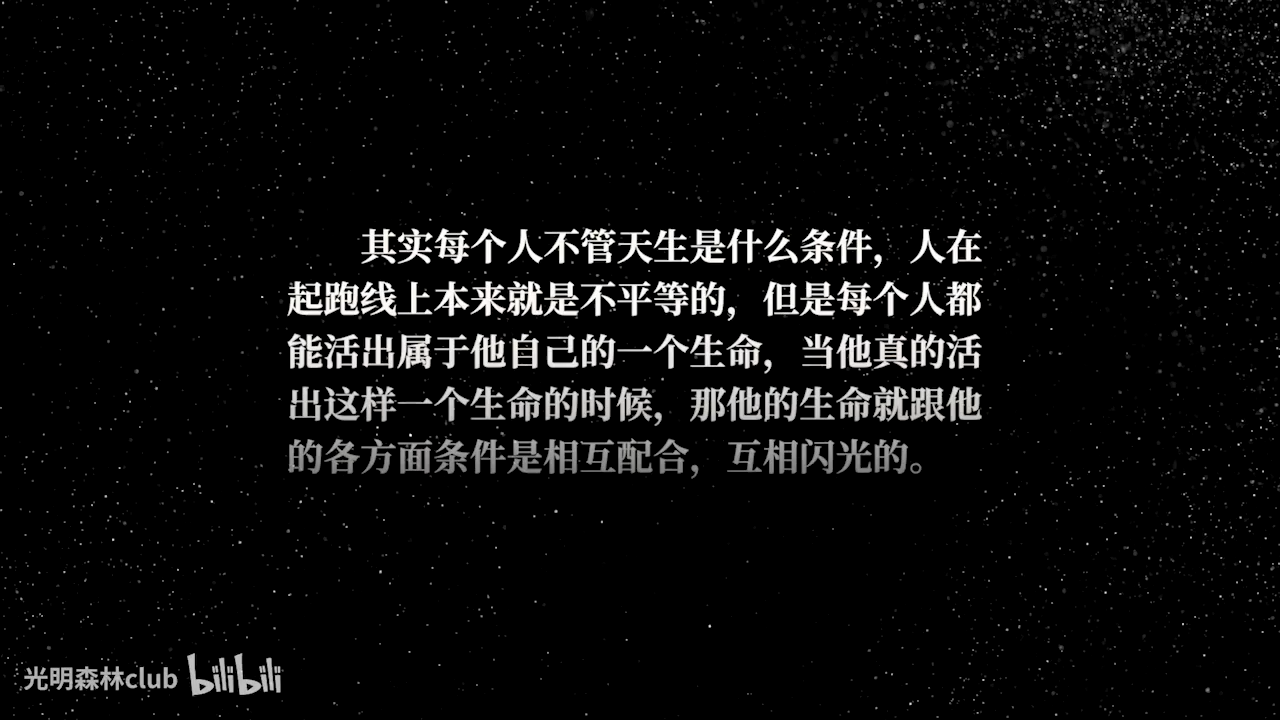 其实每个人不管天生是什么条件，人在
起跑线上本来就是不平等的，但是每个人都
能活出属于他自己的一个生命，当他真的活
出这样一个生命的时候，那他的生命就跟他
的各方面条件是相互配合，互相闪光的。
光明森林club bilibili